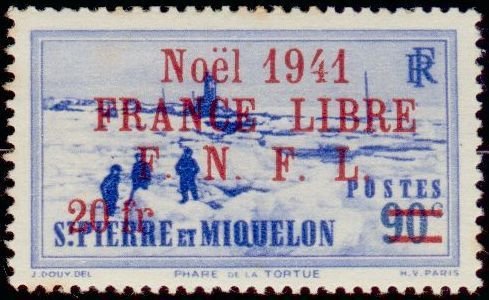 Noël 1941
RF
FRANCE LIBRE
F. N. F. L.
POSTES
20 fr
90c
ST. PIERRE ET MIQUELON
J. DOUY. DEL
PHARE DE LA TORTUE
H. V. PARIS